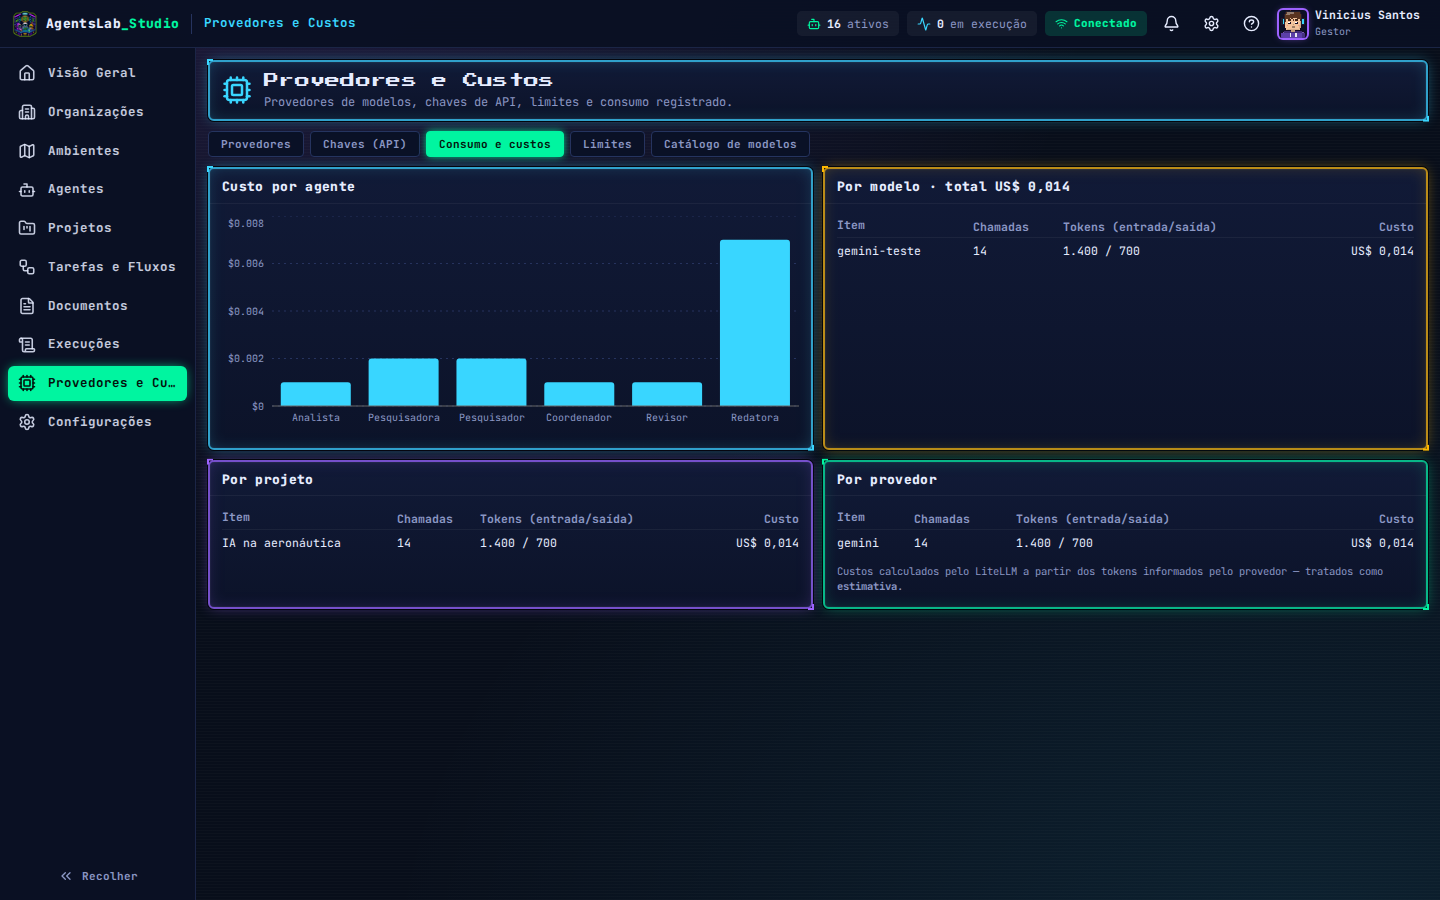 AgentsLab_Studio
Provedores e Custos
16 ativos
0 em execução
Conectado
Vinicius Santos
Gestor
Visão Geral
Organizações
Ambientes
Agentes
Projetos
Tarefas e Fluxos
Documentos
Execuções
Provedores e Cu…
Configurações
Recolher
Provedores e Custos
Provedores de modelos, chaves de API, limites e consumo registrado.
Provedores
Chaves (API)
Consumo e custos
Limites
Catálogo de modelos
Custo por agente
$0.008
$0.006
$0.004
$0.002
$0
Analista Pesquisadora Pesquisador Coordenador Revisor Redatora
Por modelo · total US$ 0,014
Item Chamadas Tokens (entrada/saída) Custo
gemini-teste 14 1.400 / 700 US$ 0,014
Por projeto
Item Chamadas Tokens (entrada/saída) Custo
IA na aeronáutica 14 1.400 / 700 US$ 0,014
Por provedor
Item Chamadas Tokens (entrada/saída) Custo
gemini 14 1.400 / 700 US$ 0,014
Custos calculados pelo LiteLLM a partir dos tokens informados pelo provedor — tratados como
estimativa.